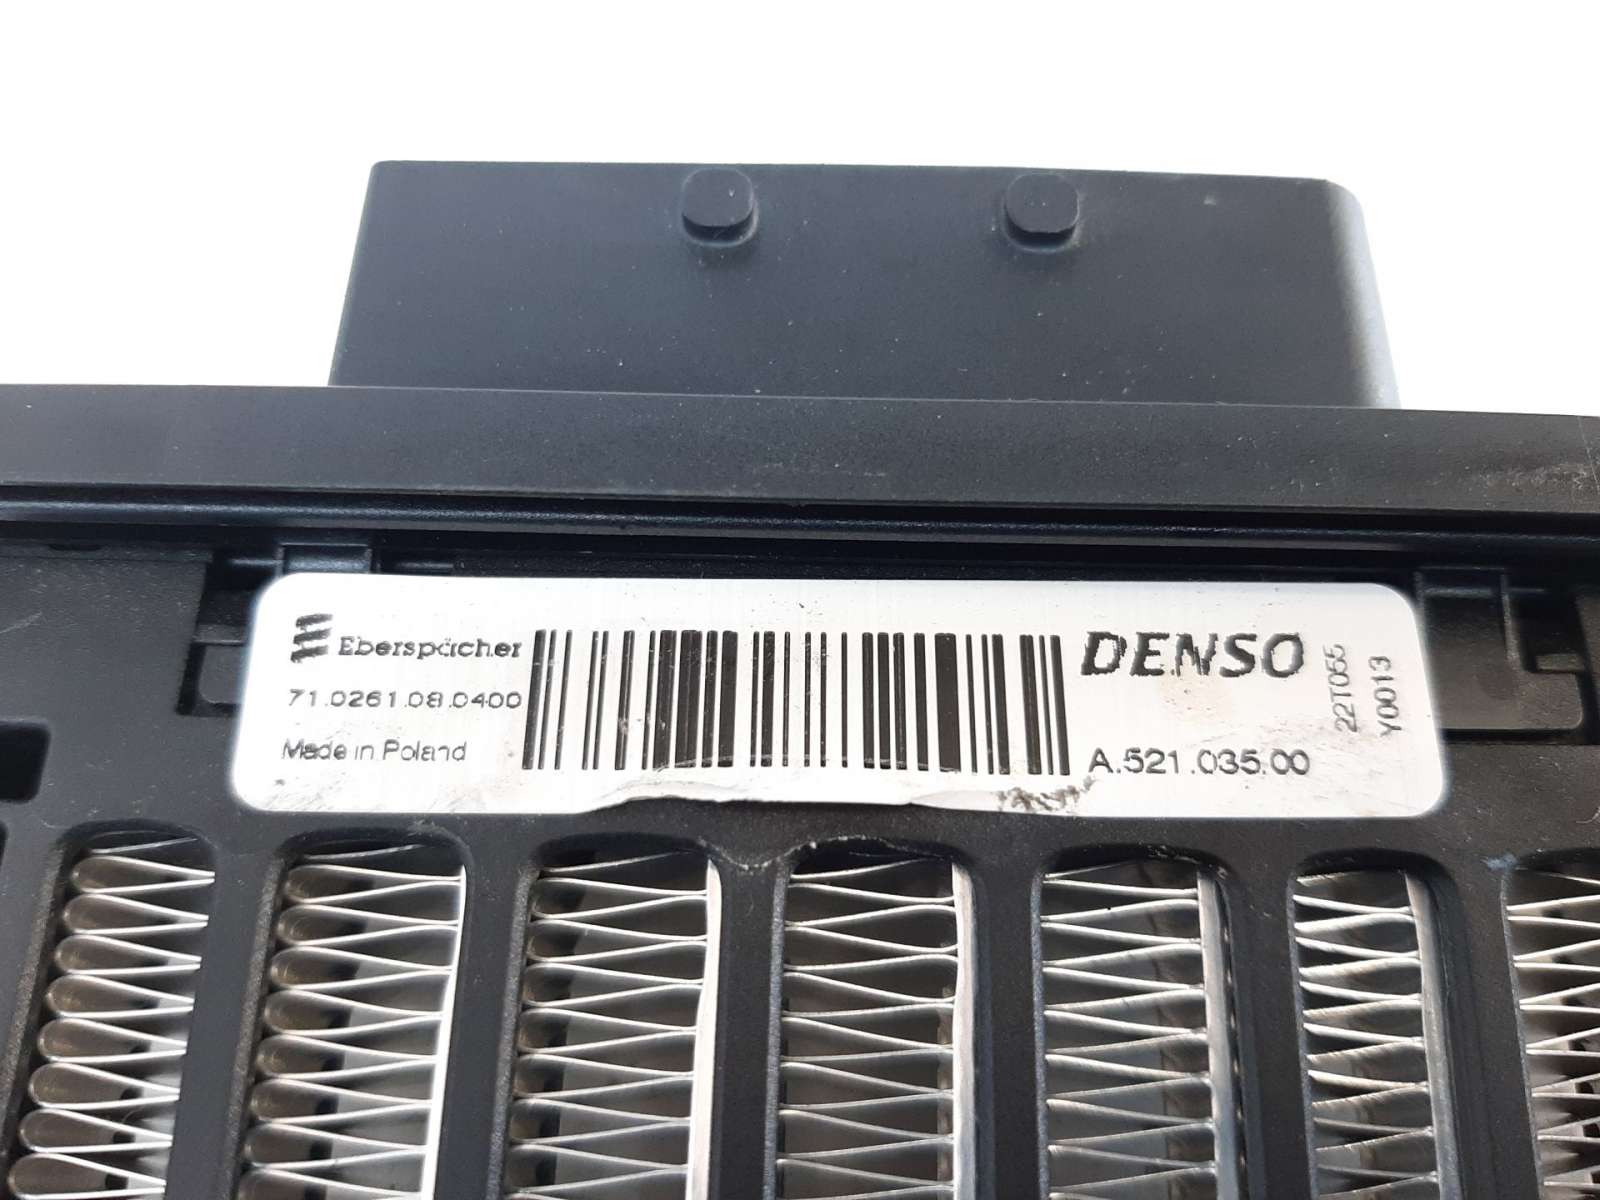 Eberspächer
71.0261.08.0400
Made in Poland
DENSO
A.521.035.00
22T055
Y0013